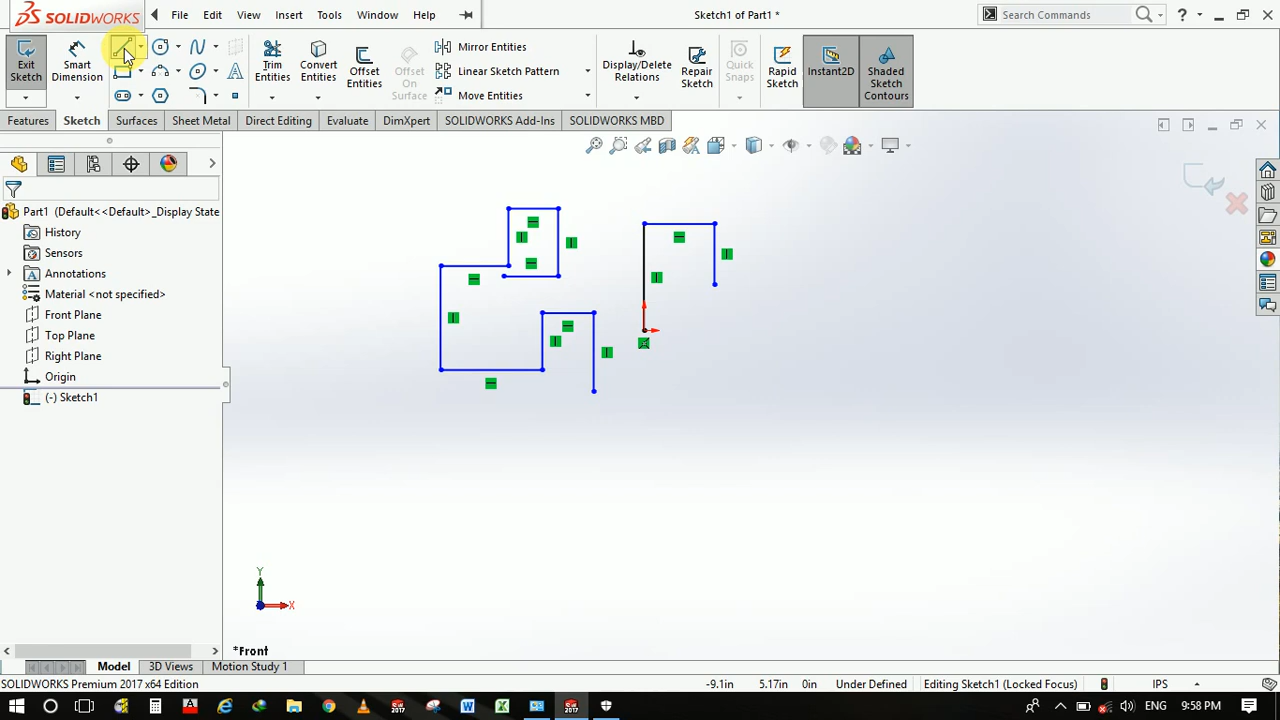 SOLIDWORKS File Edit View Insert Tools Window Help Sketch1 of Part1 * Search Commands ?
Exit Sketch
Smart Dimension
Trim Entities
Convert Entities
Offset Entities
Offset On Surface
Mirror Entities
Linear Sketch Pattern
Move Entities
Display/Delete Relations
Repair Sketch
Quick Snaps
Rapid Sketch
Instant2D
Shaded Sketch Contours
Features Sketch Surfaces Sheet Metal Direct Editing Evaluate DimXpert SOLIDWORKS Add-Ins SOLIDWORKS MBD
Part1 (Default<<Default>_Display State
History
Sensors
Annotations
Material <not specified>
Front Plane
Top Plane
Right Plane
Origin
(-) Sketch1
Y
X
*Front
Model 3D Views Motion Study 1
SOLIDWORKS Premium 2017 x64 Edition -9.1in 5.17in 0in Under Defined Editing Sketch1 (Locked Focus) IPS
9:58 PM